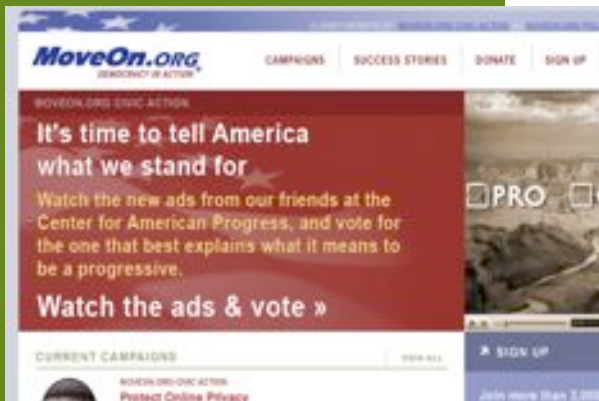 MoveOn.ORG
DEMOCRACY IN ACTION
CAMPAIGNS
SUCCESS STORIES
DONATE
SIGN UP
MOVEON.ORG CIVIC ACTION
It's time to tell America
what we stand for
Watch the new ads from our friends at the
Center for American Progress, and vote for
the one that best explains what it means to
be a progressive.
Watch the ads & vote »
PRO
CURRENT CAMPAIGNS
VIEW ALL
SIGN UP
MOVEON.ORG CIVIC ACTION
Protect Online Privacy
Join more than